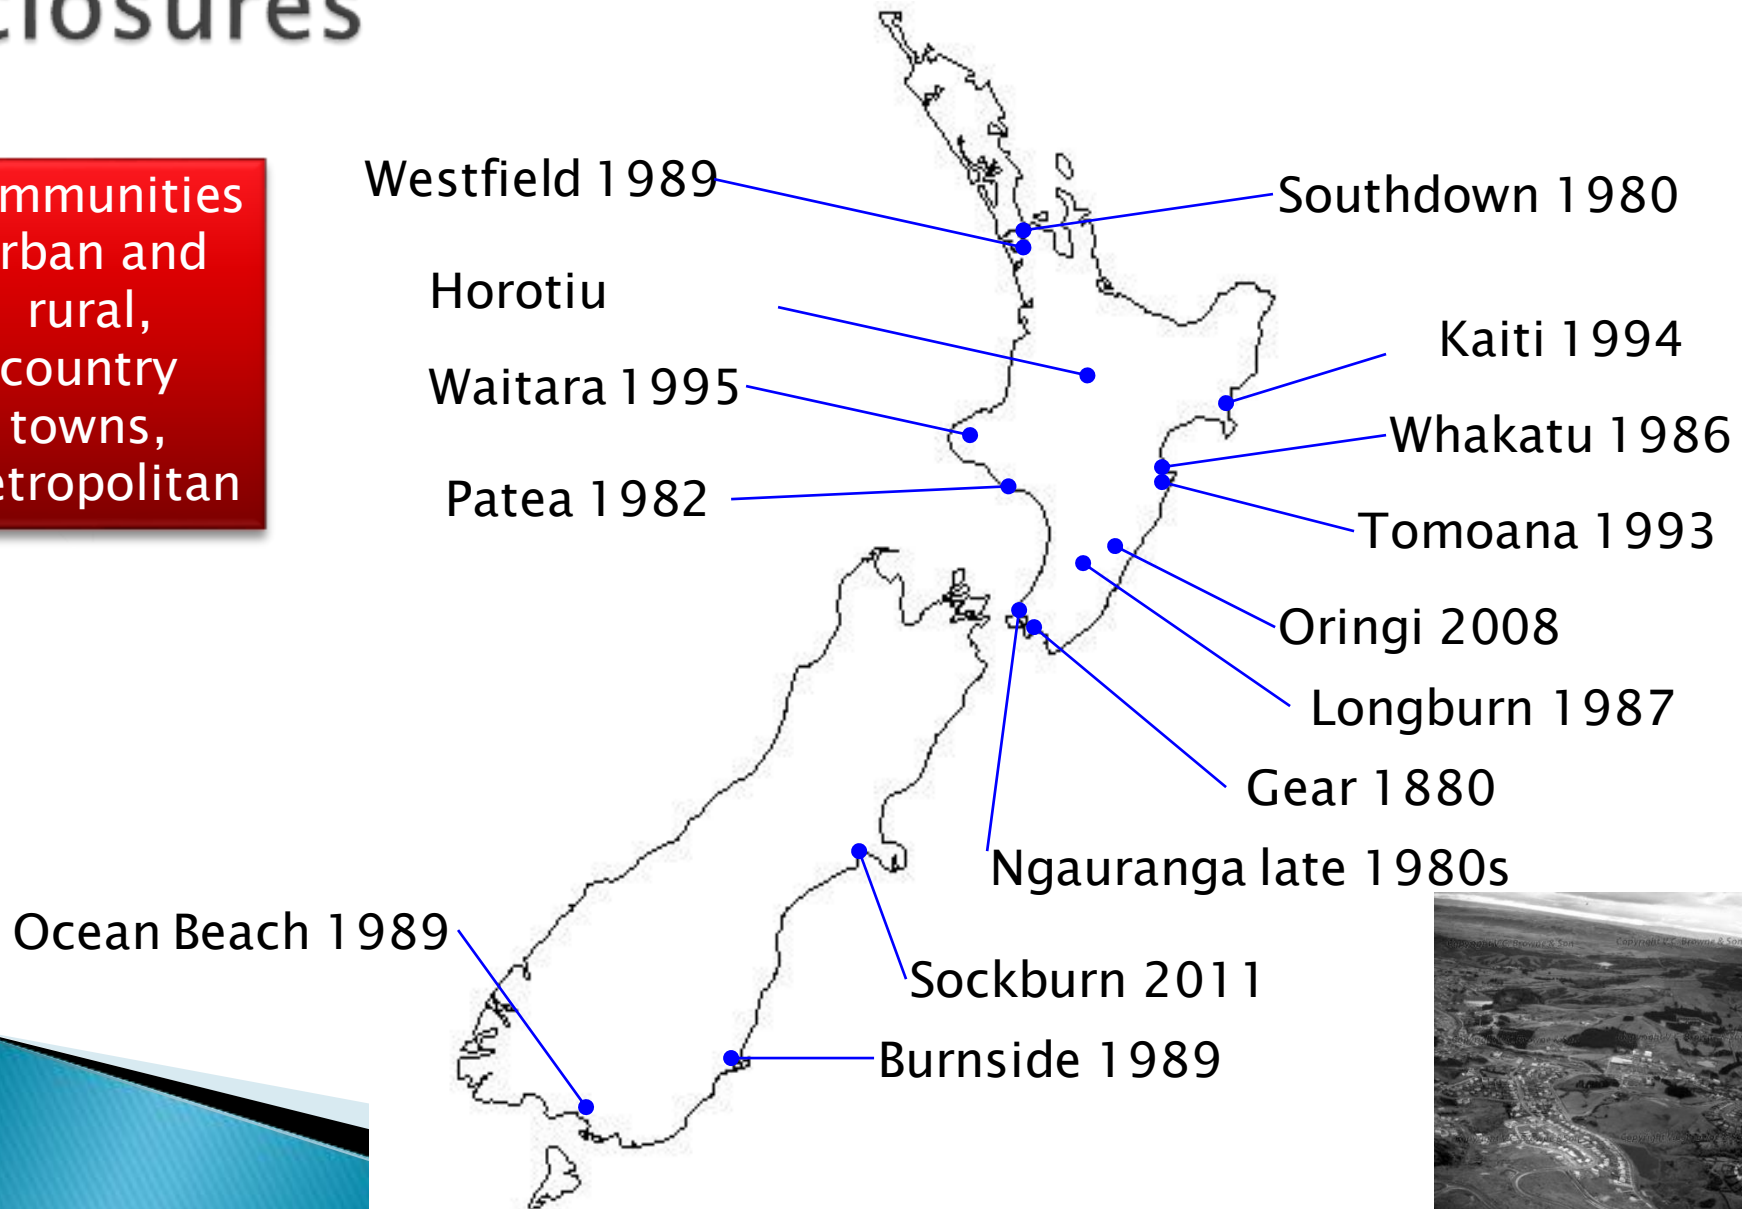 closures
mmunities
rban and
rural,
country
towns,
etropolitan
Westfield 1989
Southdown 1980
Horotiu
Kaiti 1994
Waitara 1995
Whakatu 1986
Patea 1982
Tomoana 1993
Oringi 2008
Longburn 1987
Gear 1880
Ngauranga late 1980s
Ocean Beach 1989
Sockburn 2011
Burnside 1989